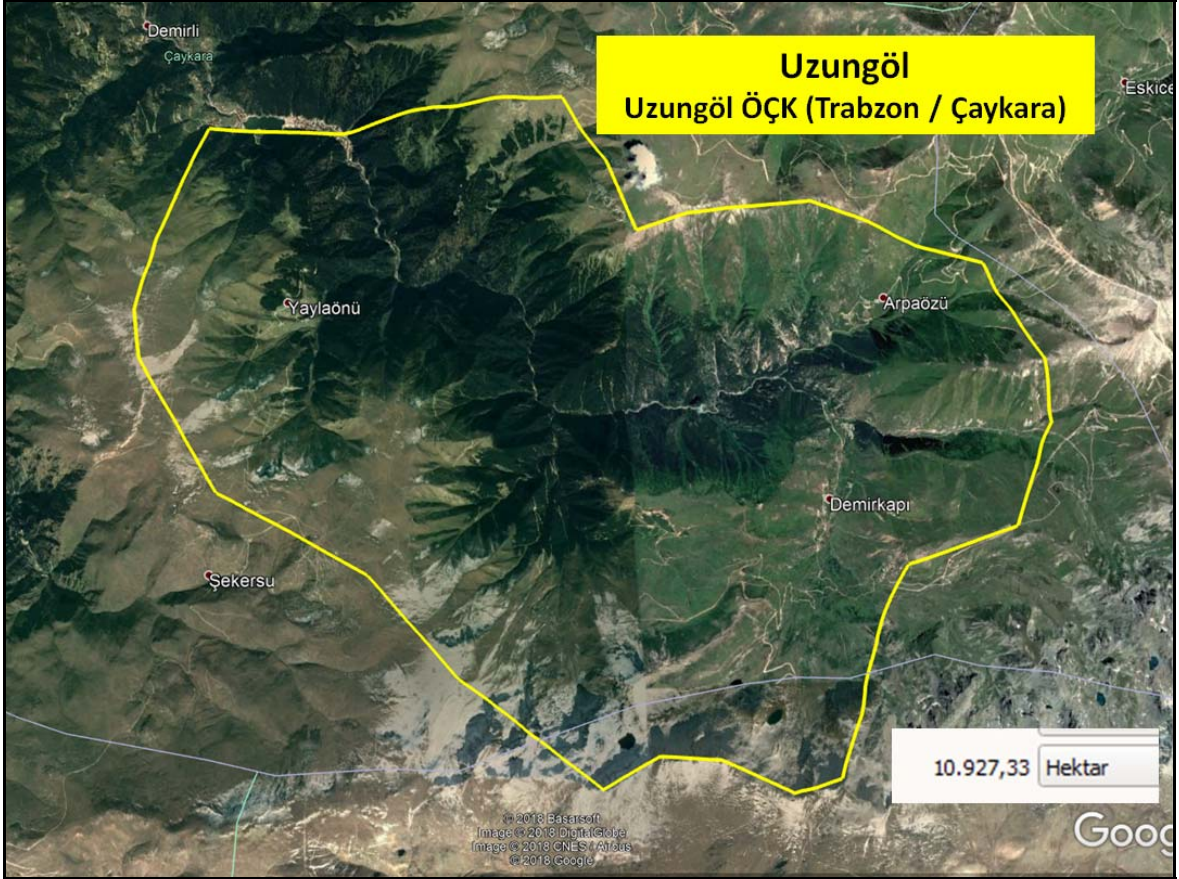 Demirli
Çaykara
Uzungöl
Uzungöl ÖÇK (Trabzon / Çaykara)
Eskice
Yaylaönü
Arpaözü
Demirkapı
Şekersu
10.927,33 Hektar
© 2018 Basarsoft
Image © 2018 DigitalGlobe
Image © 2018 CNES / Airbus
© 2018 Google
Goog